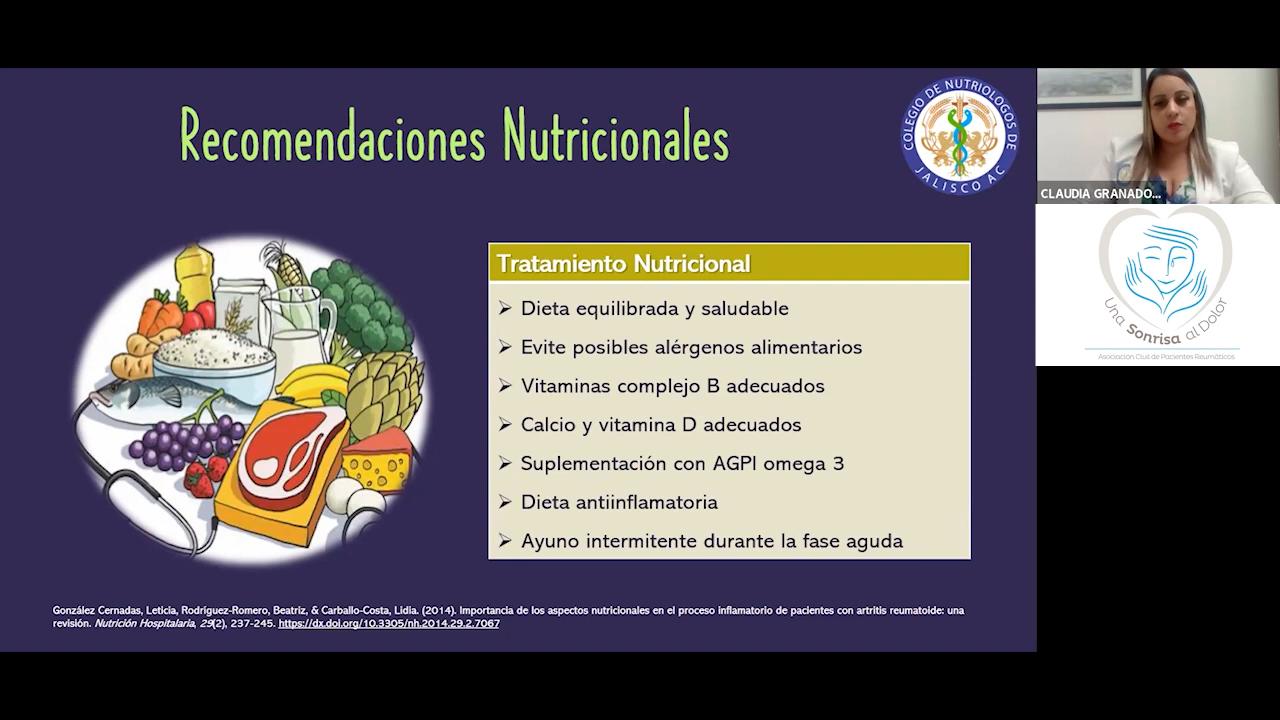 Recomendaciones Nutricionales
COLEGIO DE NUTRIOLOGOS DE
JALISCO AC
CLAUDIA GRANADO...
Una Sonrisa al Dolor
Asociación Civil de Pacientes Reumáticos
Tratamiento Nutricional
➢ Dieta equilibrada y saludable
➢ Evite posibles alérgenos alimentarios
➢ Vitaminas complejo B adecuados
➢ Calcio y vitamina D adecuados
➢ Suplementación con AGPI omega 3
➢ Dieta antiinflamatoria
➢ Ayuno intermitente durante la fase aguda
González Cernadas, Leticia, Rodríguez-Romero, Beatriz, & Carballo-Costa, Lidia. (2014). Importancia de los aspectos nutricionales en el proceso inflamatorio de pacientes con artritis reumatoide: una
revisión. Nutrición Hospitalaria, 29(2), 237-245. https://dx.doi.org/10.3305/nh.2014.29.2.7067